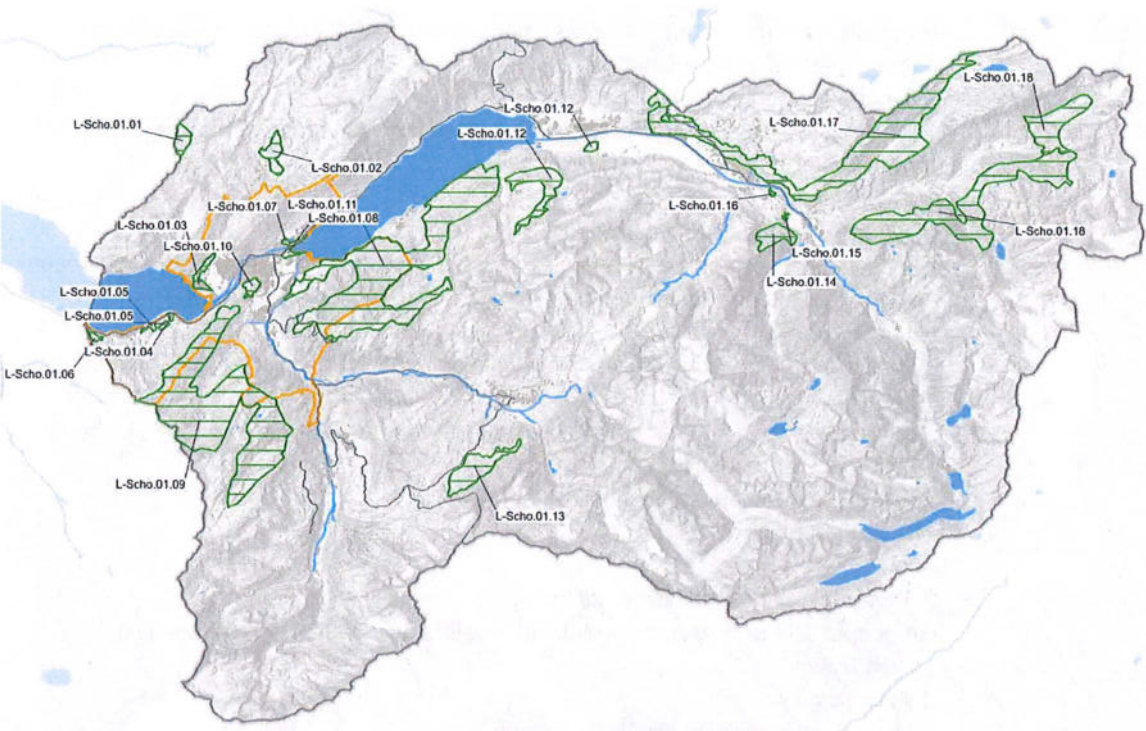 L-Scho.01.18
L-Scho.01.12
L-Scho.01.17
L-Scho.01.01
L-Scho.01.12
L-Scho.01.02
L-Scho.01.11
L-Scho.01.07
L-Scho.01.16
L-Scho.01.08
L-Scho.01.03
L-Scho.01.18
L-Scho.01.10
L-Scho.01.15
L-Scho.01.14
L-Scho.01.05
L-Scho.01.05
L-Scho.01.04
L-Scho.01.06
L-Scho.01.09
L-Scho.01.13